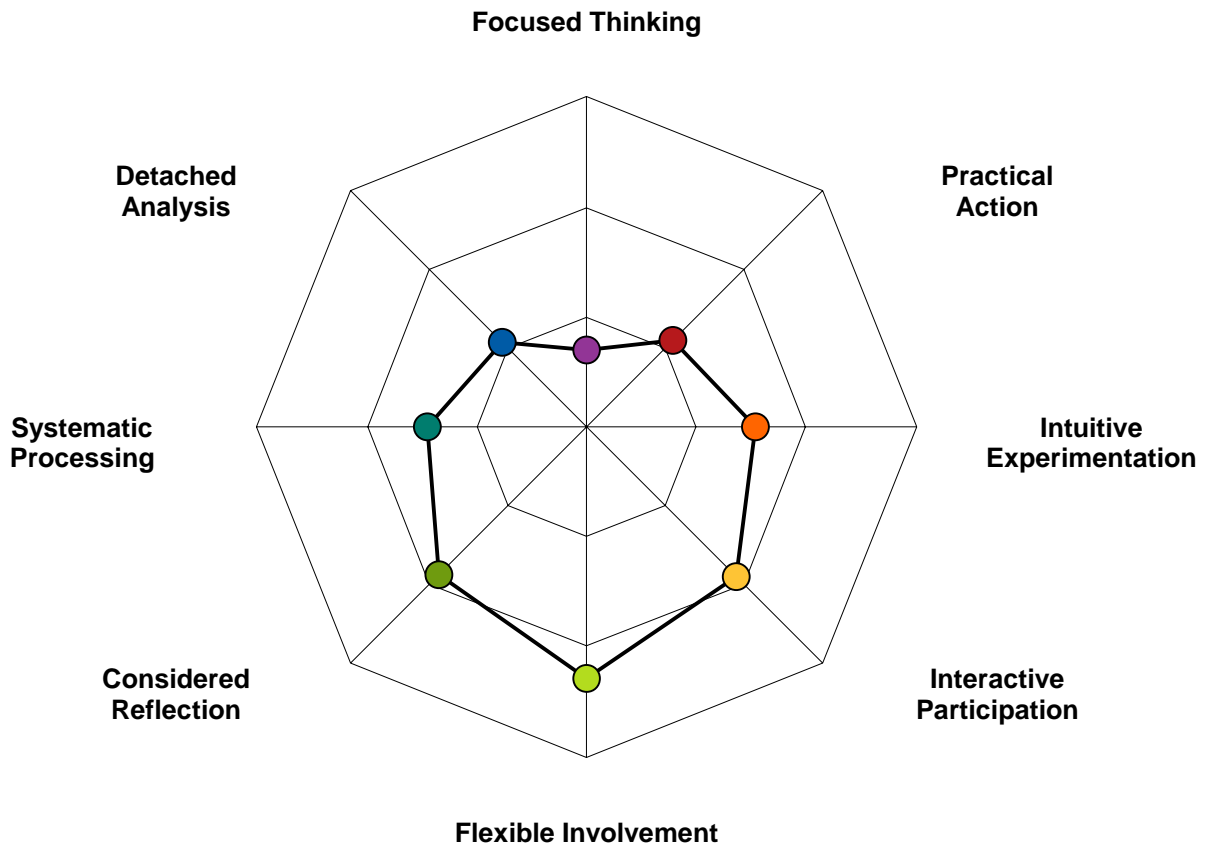 Focused Thinking
Detached
Analysis
Practical
Action
Systematic
Processing
Intuitive
Experimentation
Considered
Reflection
Interactive
Participation
Flexible Involvement